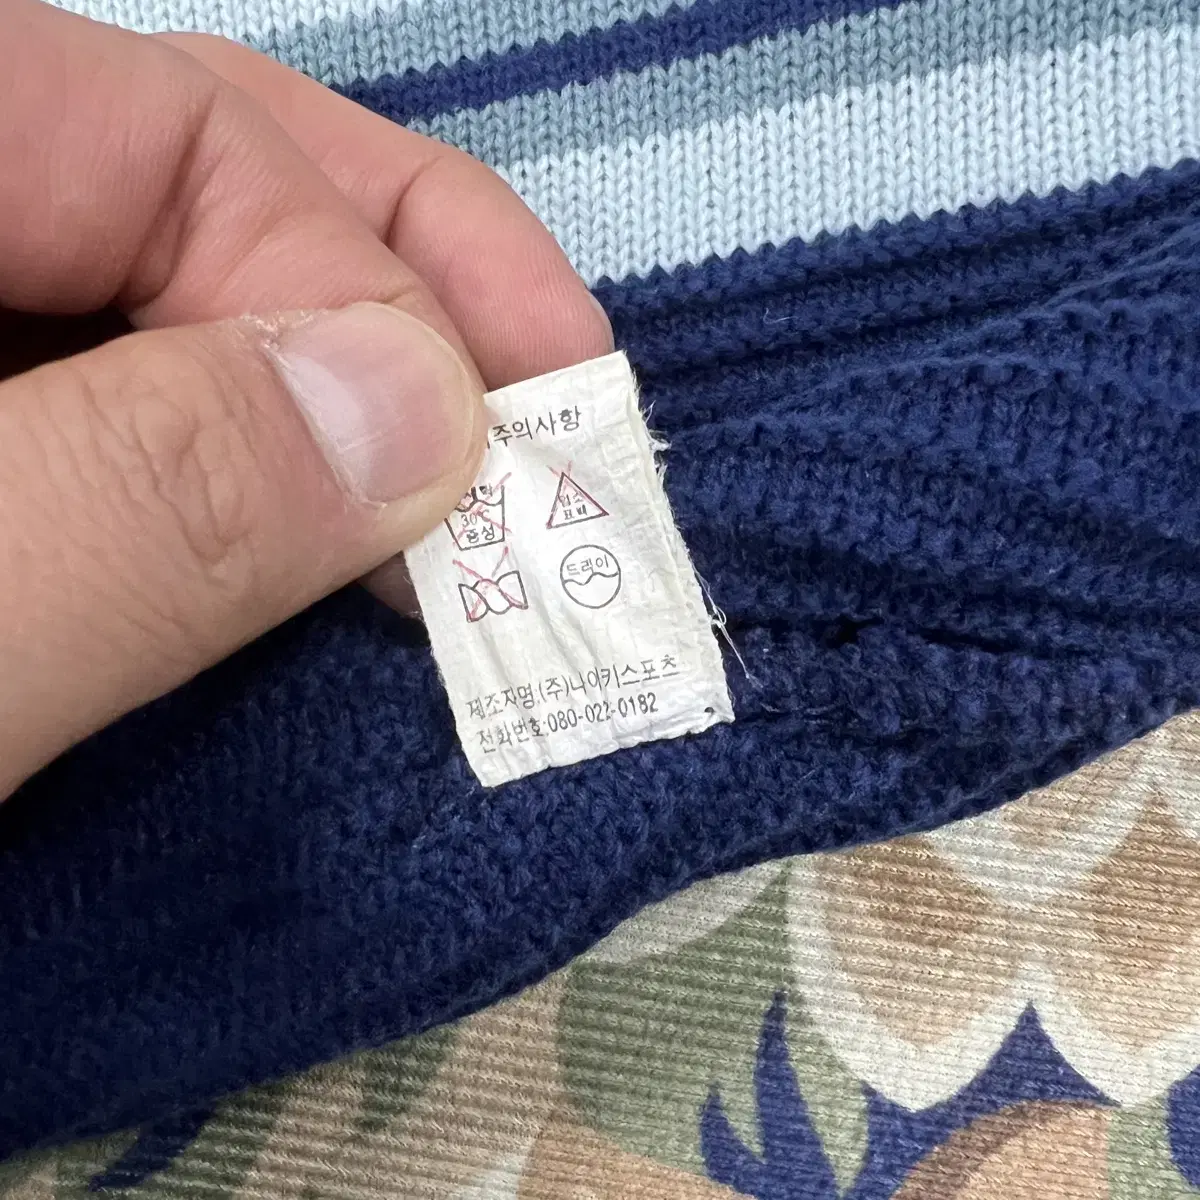 주의사항
30℃
중성
염소
표백
드라이
제조자명:(주)나이키스포츠
전화번호:080-022-0182